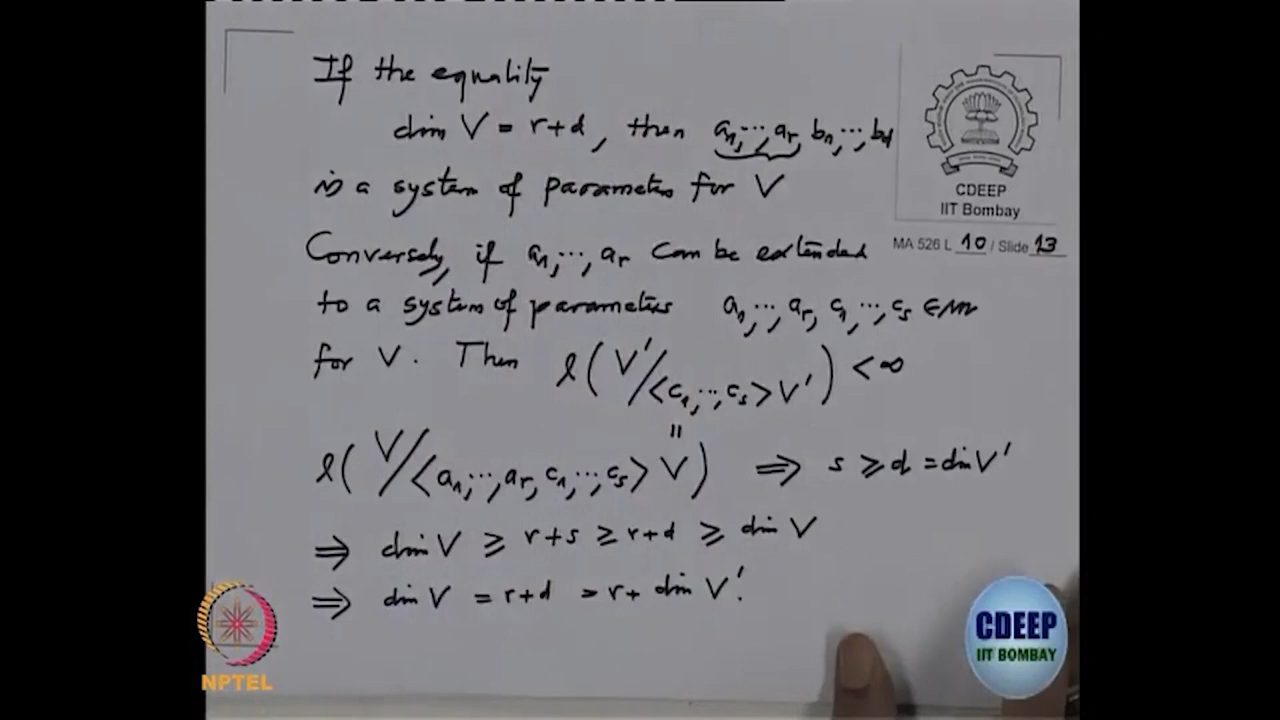 If the equality
dim V = r+d, then a₁,…,aᵣ b₁,…,b_d
is a system of parameters for V
Conversely, if a₁,…,aᵣ can be extended
to a system of parameters a₁,…,aᵣ, c₁,…,cₛ ∈ 𝔪
for V. Then ℓ(V′/<c₁,…,cₛ>V′) < ∞
=
ℓ(V/<a₁,…,aᵣ, c₁,…,cₛ>V) ⇒ s ≥ d = dim V′
⇒ dim V ≥ r+s ≥ r+d ≥ dim V
⇒ dim V = r+d = r+ dim V′.
CDEEP
IIT Bombay
MA 526 L 10 / Slide 13
NPTEL
CDEEP
IIT BOMBAY